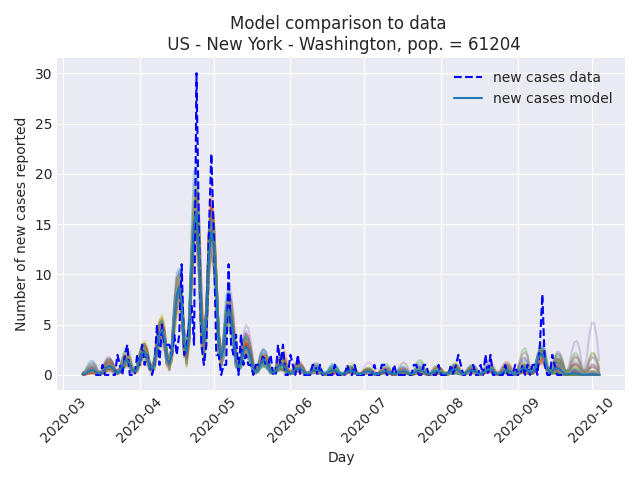 Model comparison to data
US - New York - Washington, pop. = 61204
new cases data
new cases model
Number of new cases reported
30
25
20
15
10
5
0
2020-03
2020-04
2020-05
2020-06
2020-07
2020-08
2020-09
2020-10
Day